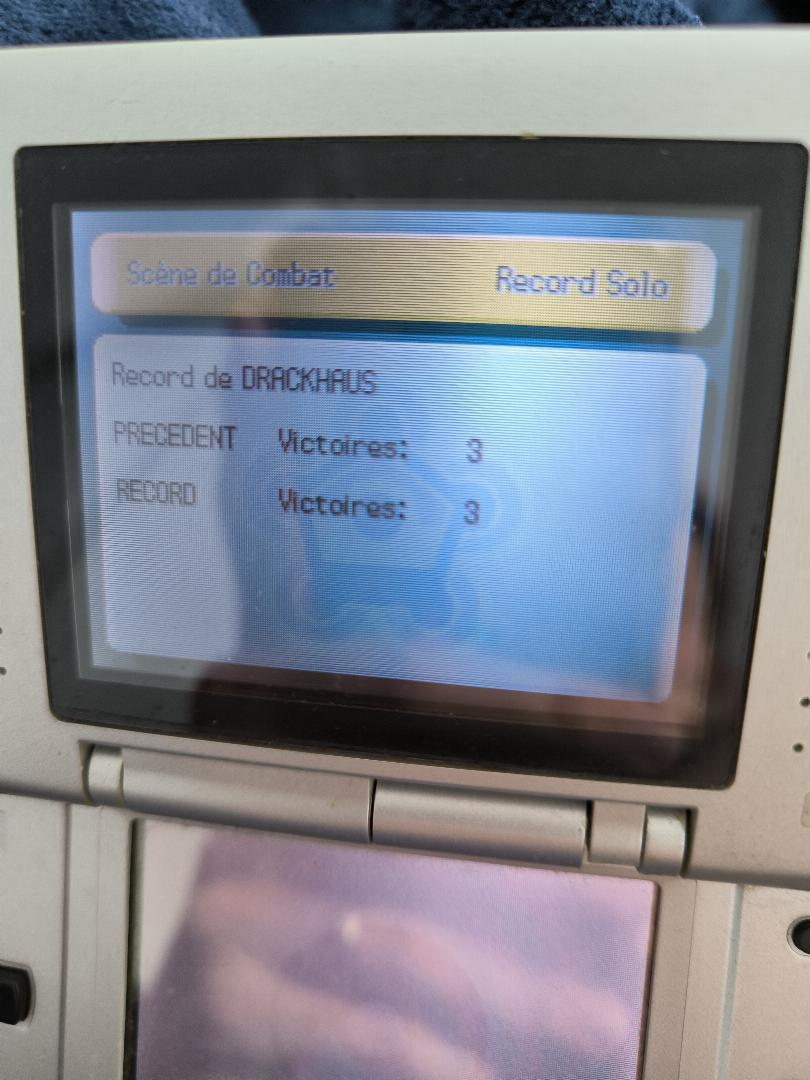 Scène de Combat Record Solo
Record de DRACKHAUS
PRECEDENT Victoires: 3
RECORD Victoires: 3